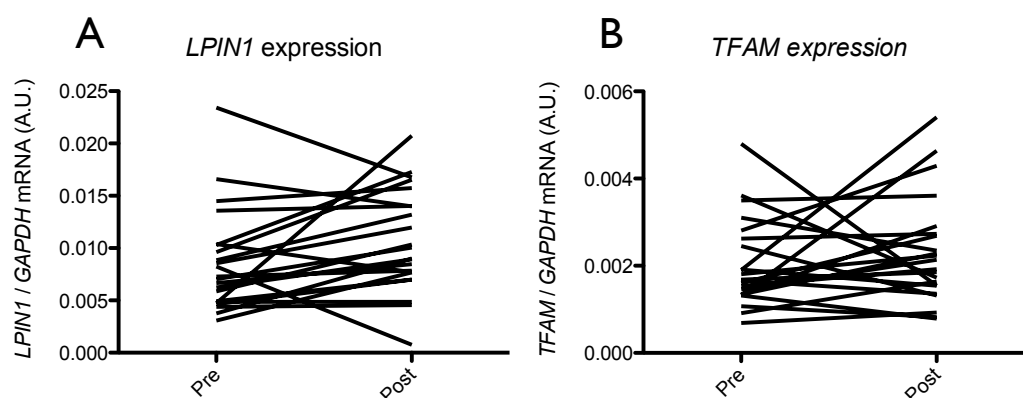 A
LPIN1 expression
LPIN1 / GAPDH mRNA (A.U.)
0.025
0.020
0.015
0.010
0.005
0.000
Pre
Post
B
TFAM expression
TFAM / GAPDH mRNA (A.U.)
0.006
0.004
0.002
0.000
Pre
Post